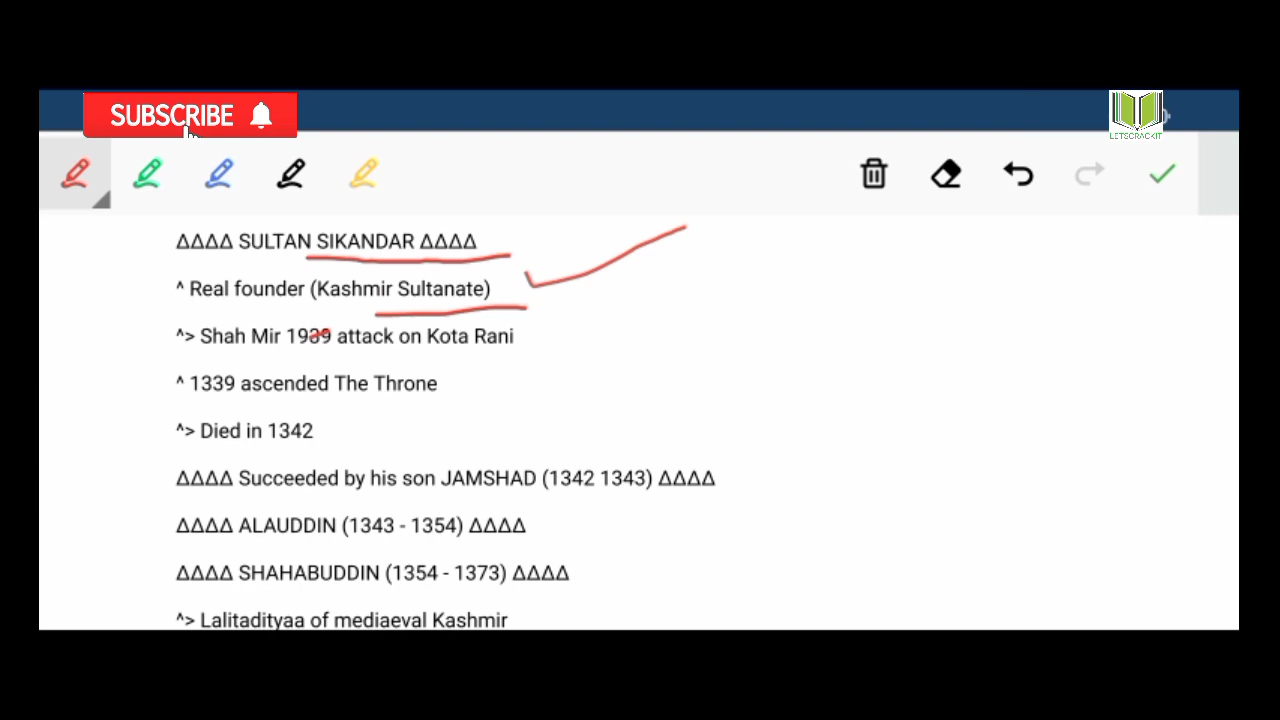 SUBSCRIBE
LETSCRACKIT
ΔΔΔΔ SULTAN SIKANDAR ΔΔΔΔ
^ Real founder (Kashmir Sultanate)
^> Shah Mir 1939 attack on Kota Rani
^ 1339 ascended The Throne
^> Died in 1342
ΔΔΔΔ Succeeded by his son JAMSHAD (1342 1343) ΔΔΔΔ
ΔΔΔΔ ALAUDDIN (1343 - 1354) ΔΔΔΔ
ΔΔΔΔ SHAHABUDDIN (1354 - 1373) ΔΔΔΔ
^> Lalitadityaa of mediaeval Kashmir